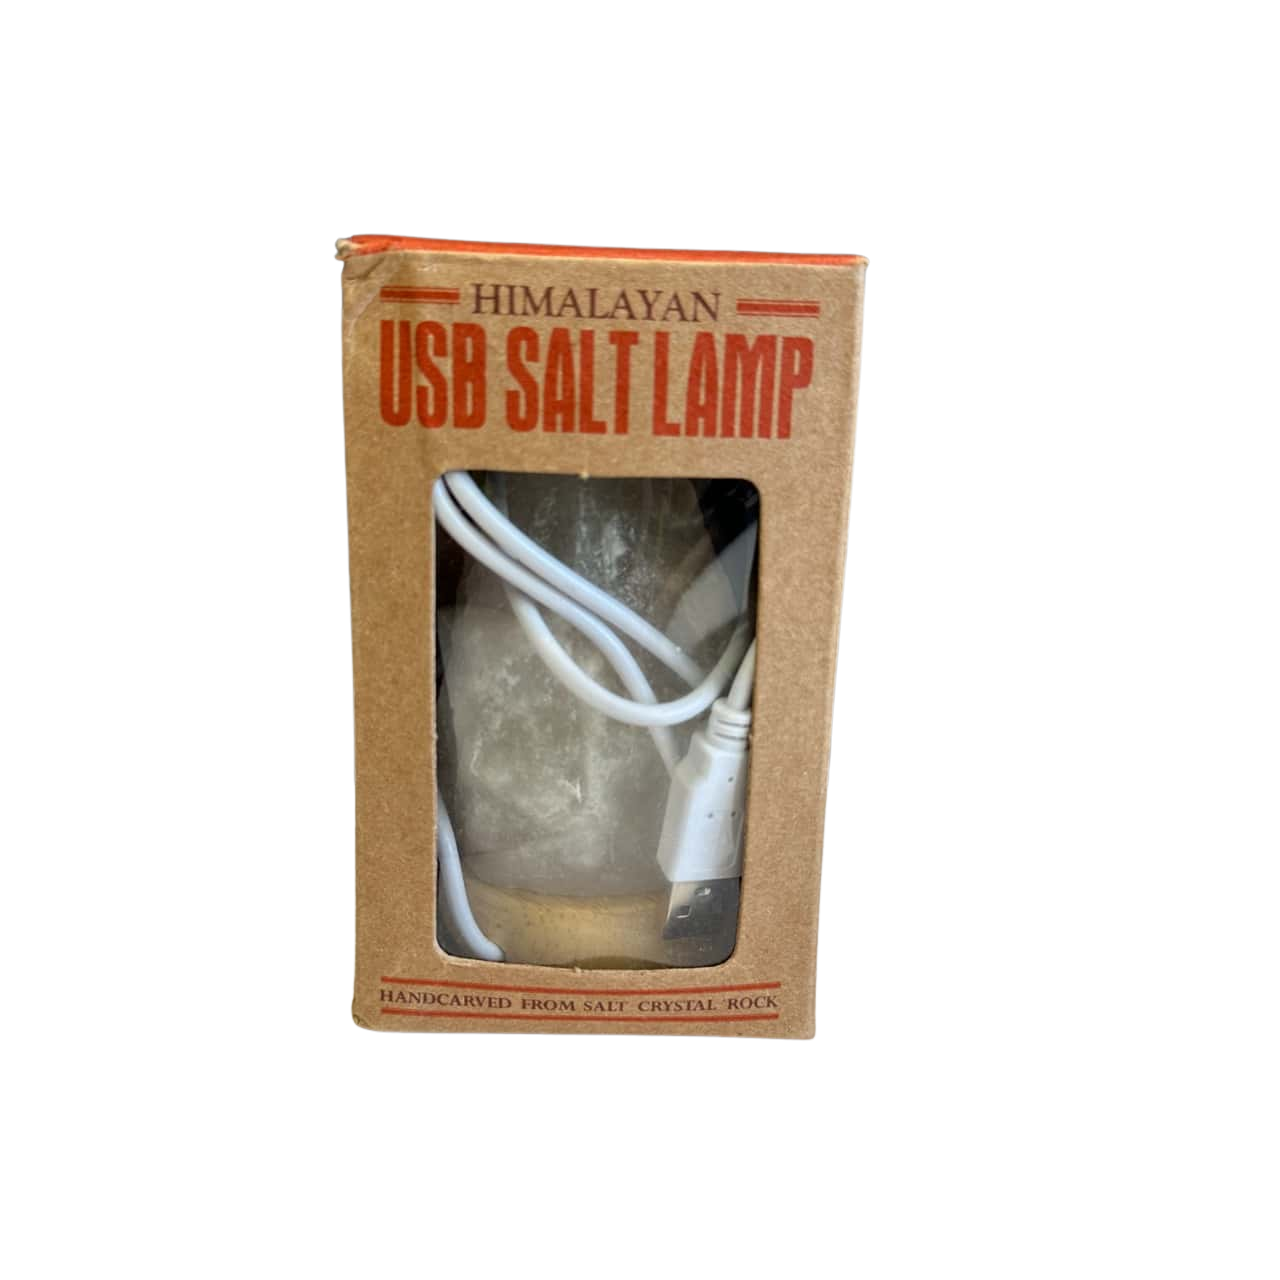 HIMALAYAN
USB SALT LAMP
HANDCARVED FROM SALT CRYSTAL ROCK